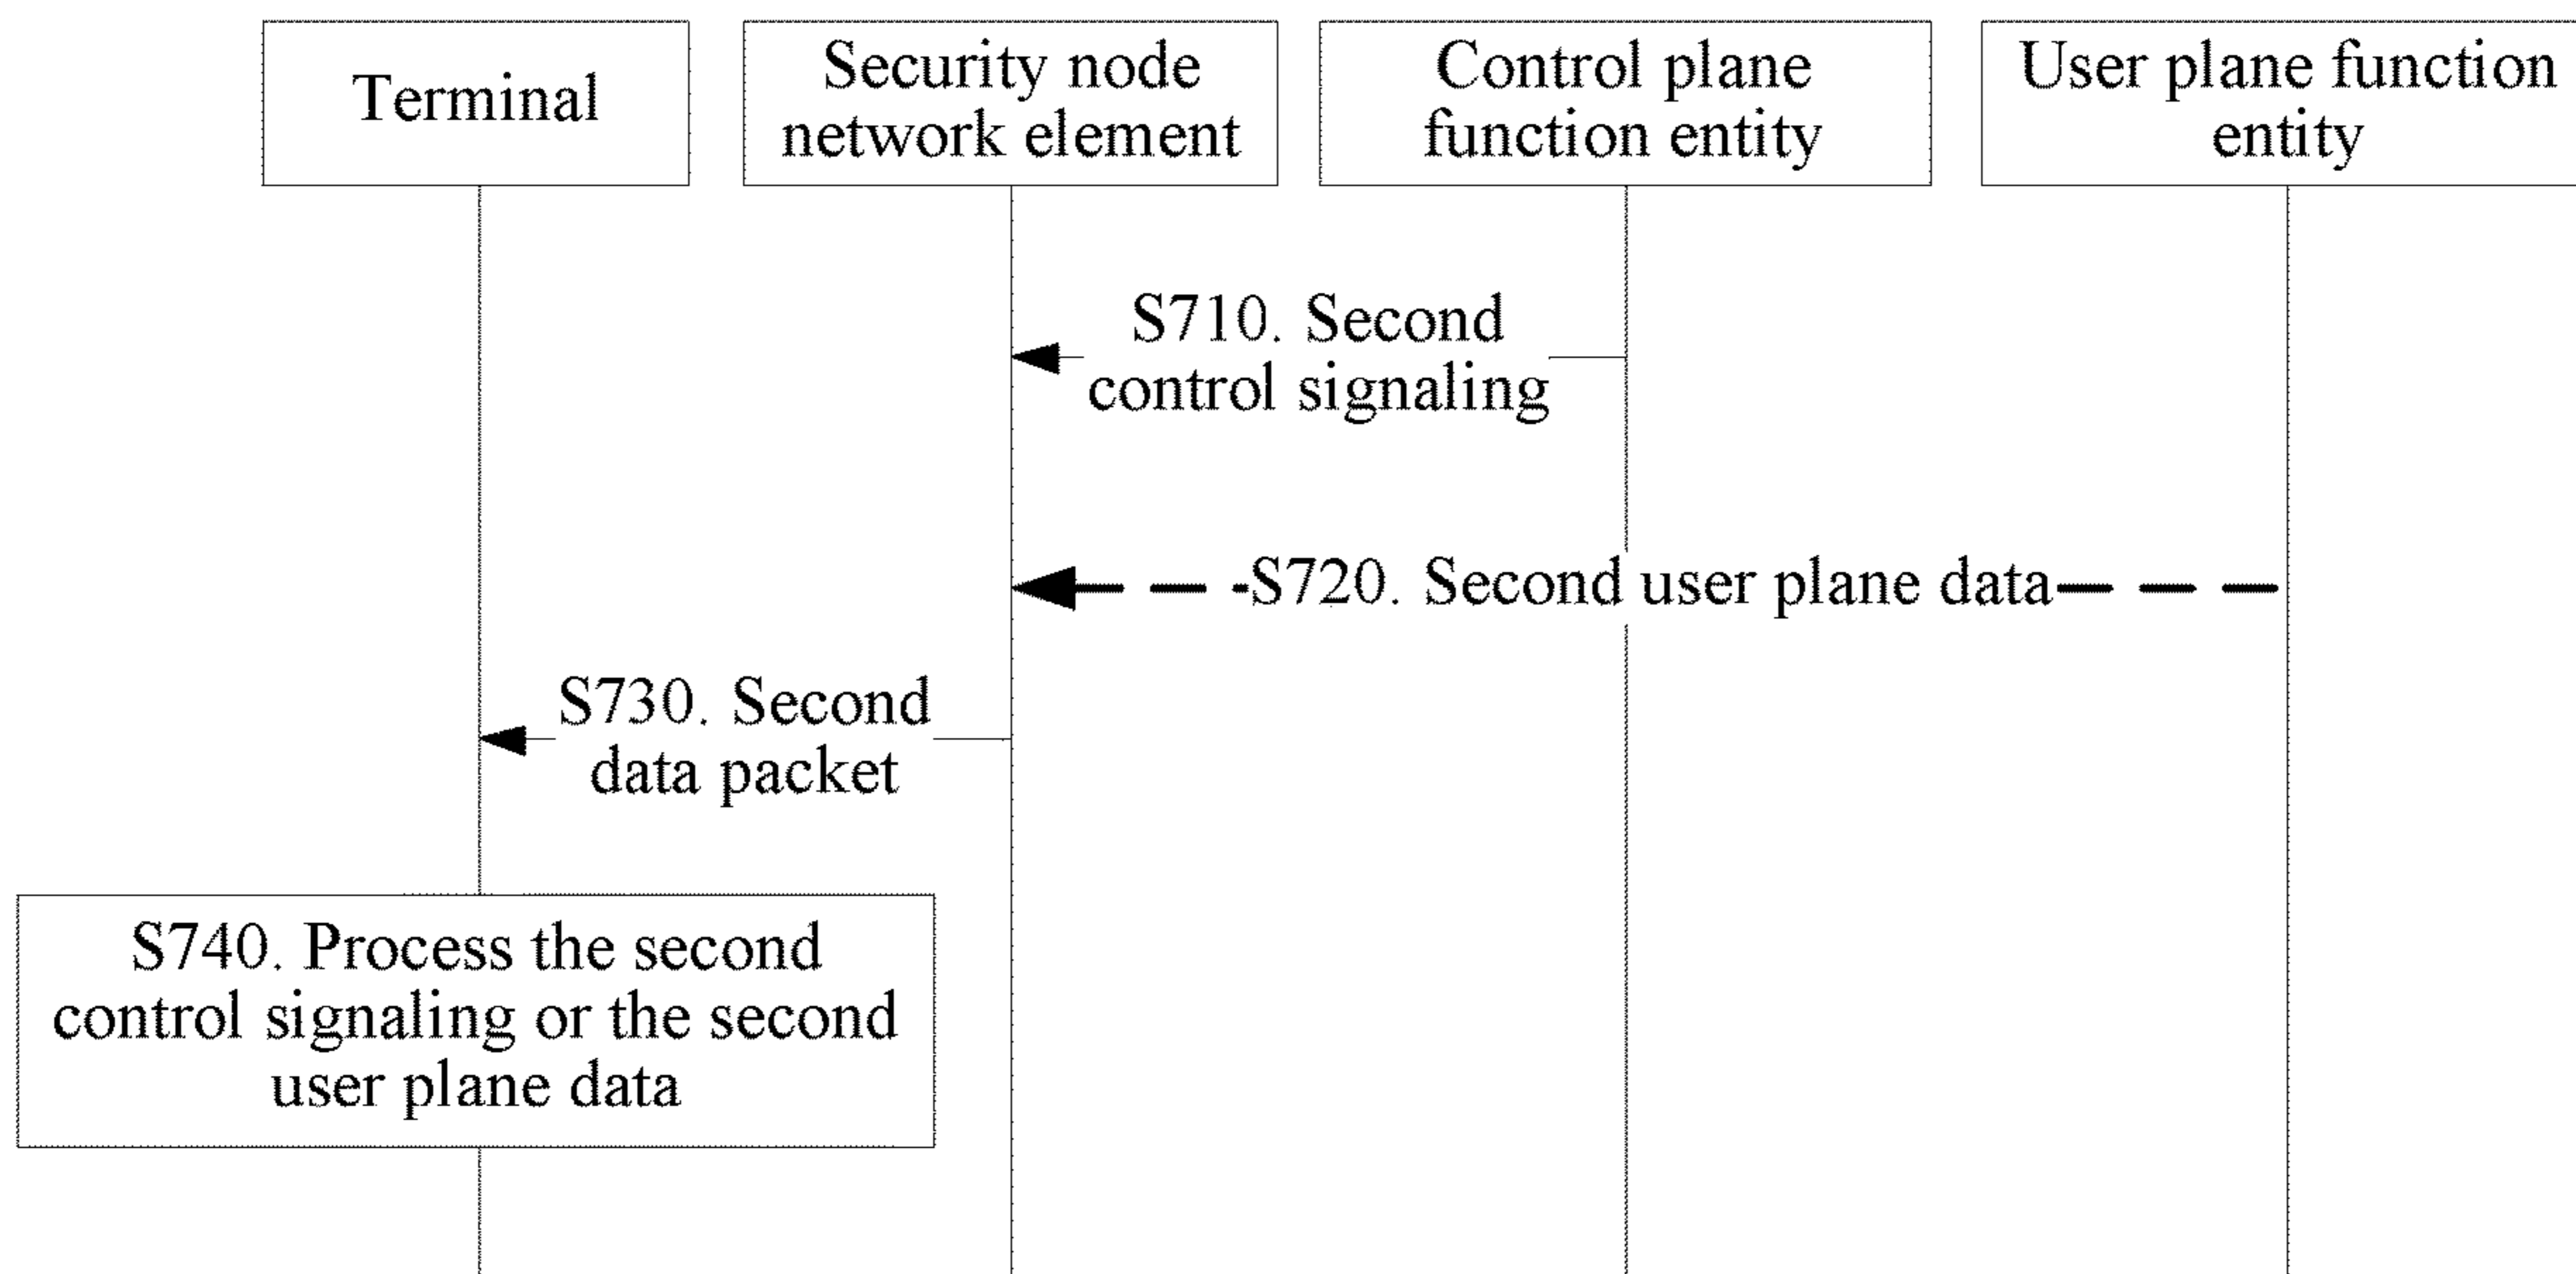 Terminal
Security node
network element
Control plane
function entity
User plane function
entity
S710. Second
control signaling
S720. Second user plane data
S730. Second
data packet
S740. Process the second
control signaling or the second
user plane data